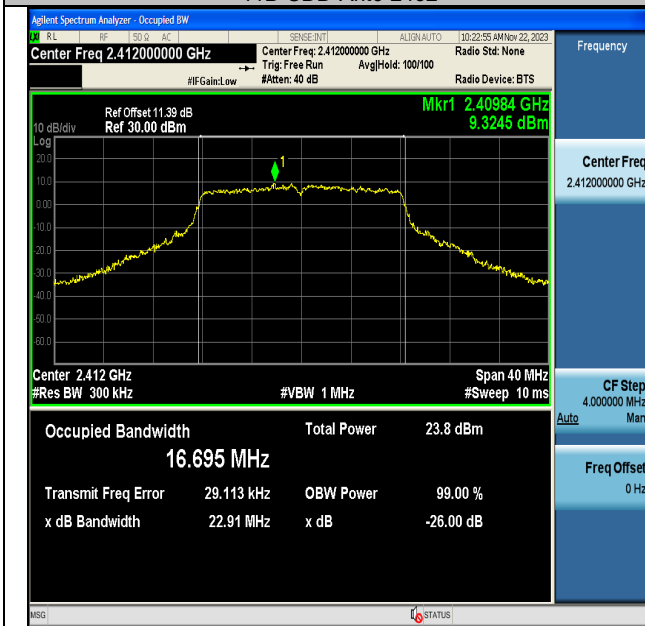 Agilent Spectrum Analyzer - Occupied BW
LXI RL RF 50 Ω AC SENSE:INT ALIGN AUTO 10:22:55 AM Nov 22, 2023
Center Freq 2.412000000 GHz
Center Freq: 2.412000000 GHz
Radio Std: None
Trig: Free Run Avg|Hold: 100/100
#IFGain:Low #Atten: 40 dB Radio Device: BTS
Frequency
Mkr1 2.40984 GHz
9.3245 dBm
Ref Offset 11.39 dB
10 dB/div Ref 30.00 dBm
Log
20.0
10.0
0.00
-10.0
-20.0
-30.0
-40.0
-50.0
-60.0
1
Center 2.412 GHz Span 40 MHz
#Res BW 300 kHz #VBW 1 MHz #Sweep 10 ms
Occupied Bandwidth Total Power 23.8 dBm
16.695 MHz
Transmit Freq Error 29.113 kHz OBW Power 99.00 %
x dB Bandwidth 22.91 MHz x dB -26.00 dB
Center Freq
2.412000000 GHz
CF Step
4.000000 MHz
Auto Man
Freq Offset
0 Hz
MSG STATUS